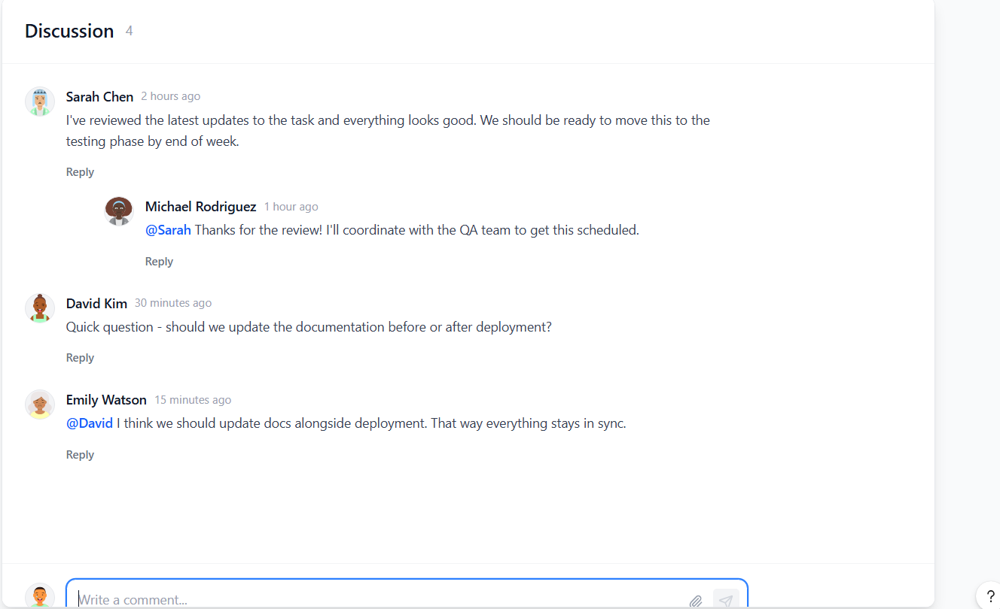 Discussion 4
Sarah Chen 2 hours ago
I've reviewed the latest updates to the task and everything looks good. We should be ready to move this to the
testing phase by end of week.
Reply
Michael Rodriguez 1 hour ago
@Sarah Thanks for the review! I'll coordinate with the QA team to get this scheduled.
Reply
David Kim 30 minutes ago
Quick question - should we update the documentation before or after deployment?
Reply
Emily Watson 15 minutes ago
@David I think we should update docs alongside deployment. That way everything stays in sync.
Reply
Write a comment...
?